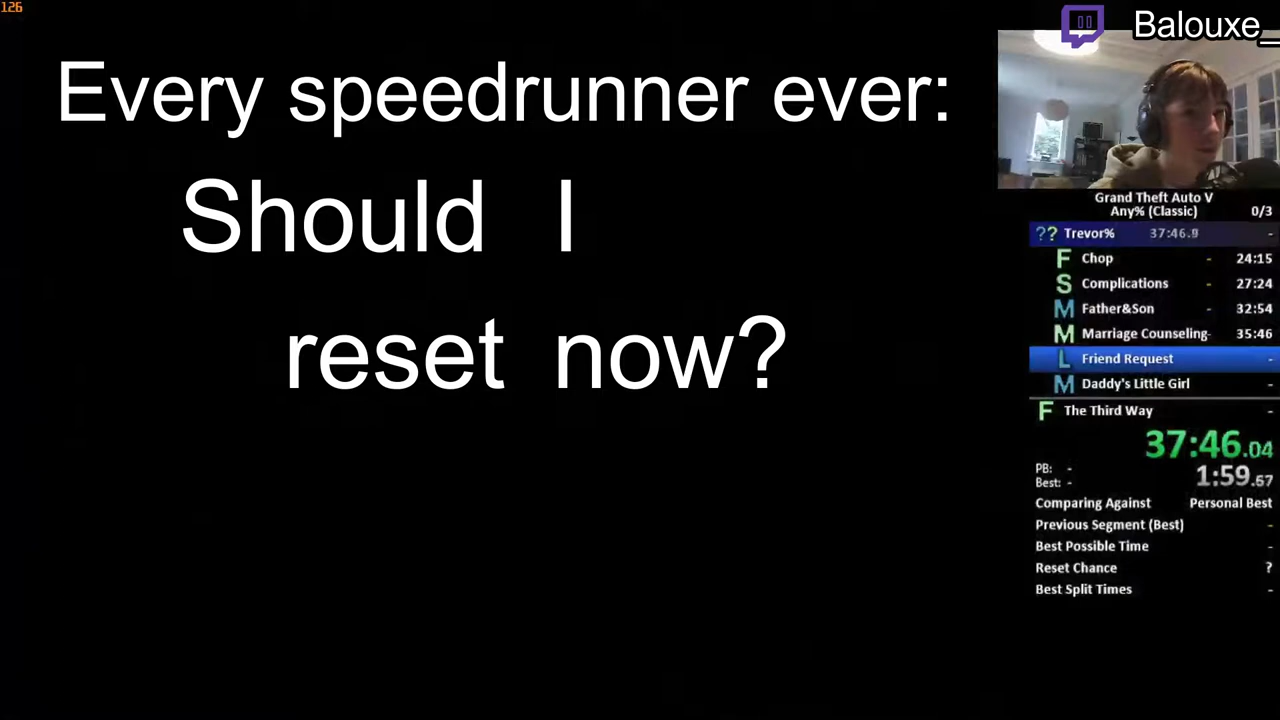 126
Balouxe_
Every speedrunner ever:
Should I
reset now?
Grand Theft Auto V
Any% (Classic) 0/3
?? Trevor% 37:46.9 -
F Chop - 24:15
S Complications - 27:24
M Father&Son - 32:54
M Marriage Counseling- 35:46
L Friend Request -
M Daddy's Little Girl -
F The Third Way -
37:46.04
PB: -
Best: - 1:59.67
Comparing Against Personal Best
Previous Segment (Best) -
Best Possible Time -
Reset Chance ?
Best Split Times -